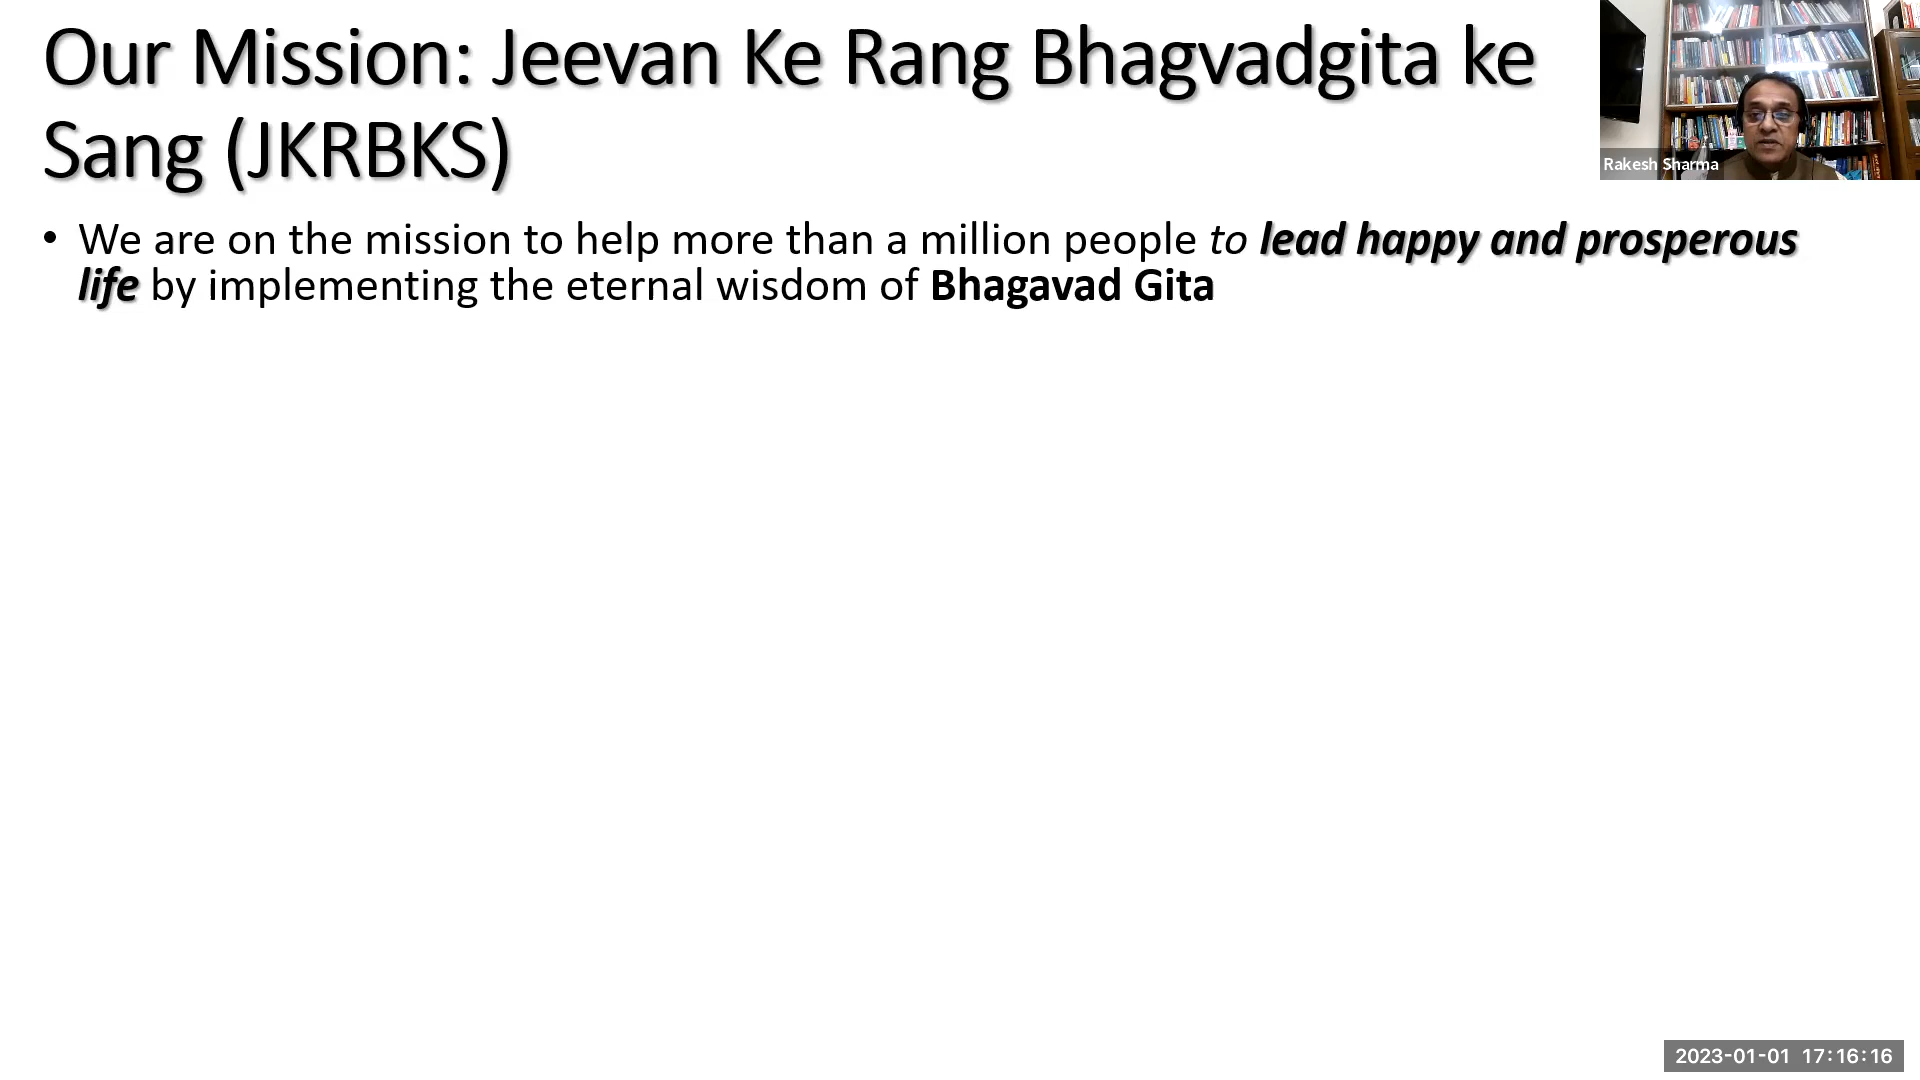 Our Mission: Jeevan Ke Rang Bhagvadgita ke
Sang (JKRBKS)
Rakesh Sharma
• We are on the mission to help more than a million people to lead happy and prosperous
life by implementing the eternal wisdom of Bhagavad Gita
2023-01-01 17:16:16